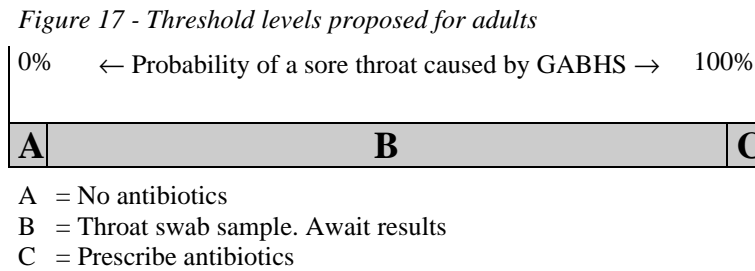 Figure 17 - Threshold levels proposed for adults
0% ← Probability of a sore throat caused by GABHS → 100%
A B C
A = No antibiotics
B = Throat swab sample. Await results
C = Prescribe antibiotics